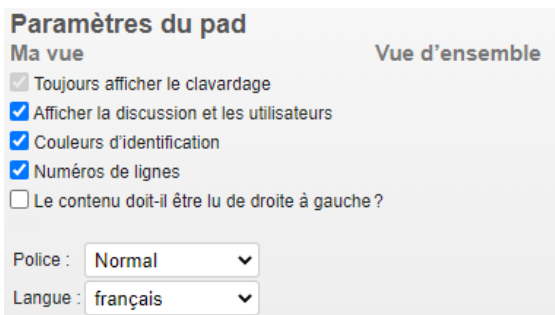 Paramètres du pad
Ma vue
Vue d'ensemble
Toujours afficher le clavardage
Afficher la discussion et les utilisateurs
Couleurs d'identification
Numéros de lignes
Le contenu doit-il être lu de droite à gauche ?
Police : Normal
Langue : français